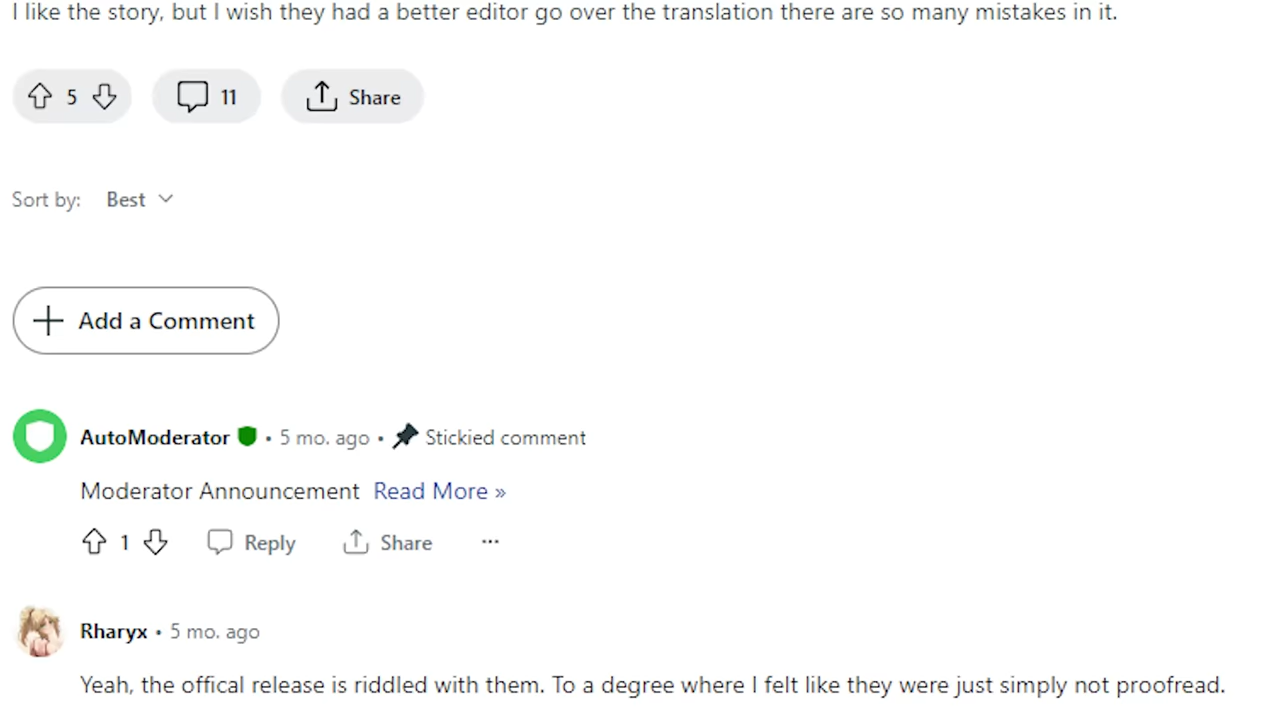 I like the story, but I wish they had a better editor go over the translation there are so many mistakes in it.
5 11 Share
Sort by: Best
Add a Comment
AutoModerator • 5 mo. ago • Stickied comment
Moderator Announcement Read More »
1 Reply Share ...
Rharyx • 5 mo. ago
Yeah, the offical release is riddled with them. To a degree where I felt like they were just simply not proofread.